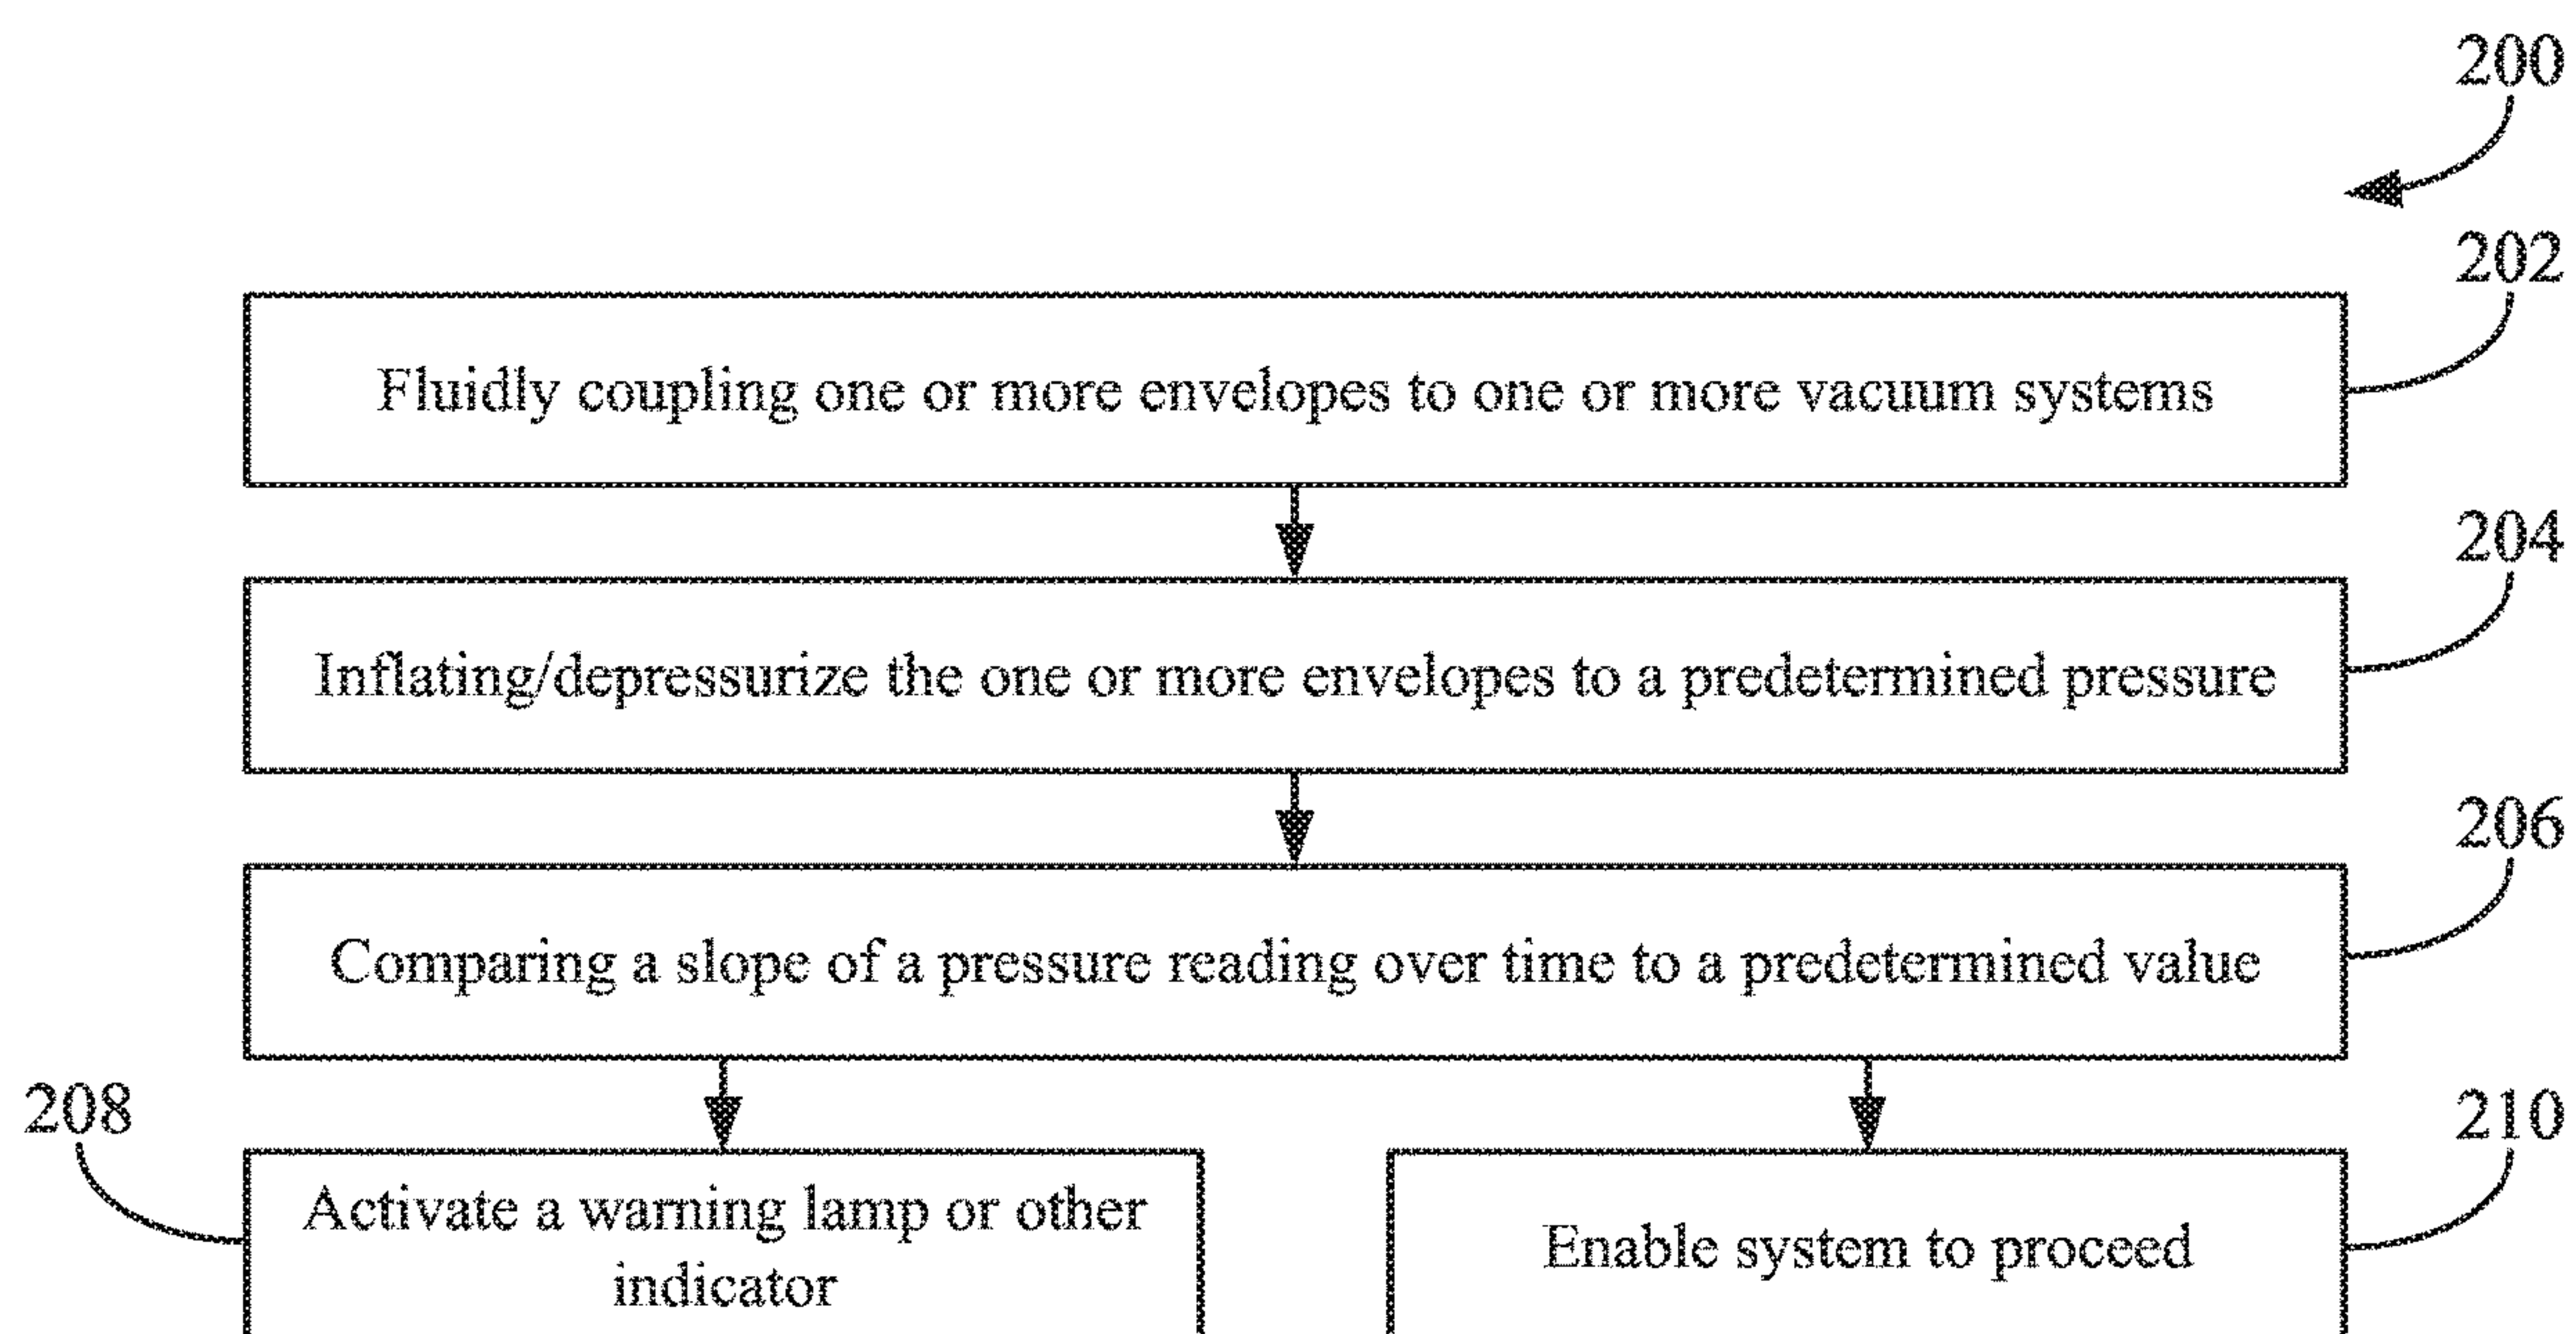 200
202
Fluidly coupling one or more envelopes to one or more vacuum systems
204
Inflating/depressurize the one or more envelopes to a predetermined pressure
206
Comparing a slope of a pressure reading over time to a predetermined value
208
210
Activate a warning lamp or other
indicator
Enable system to proceed